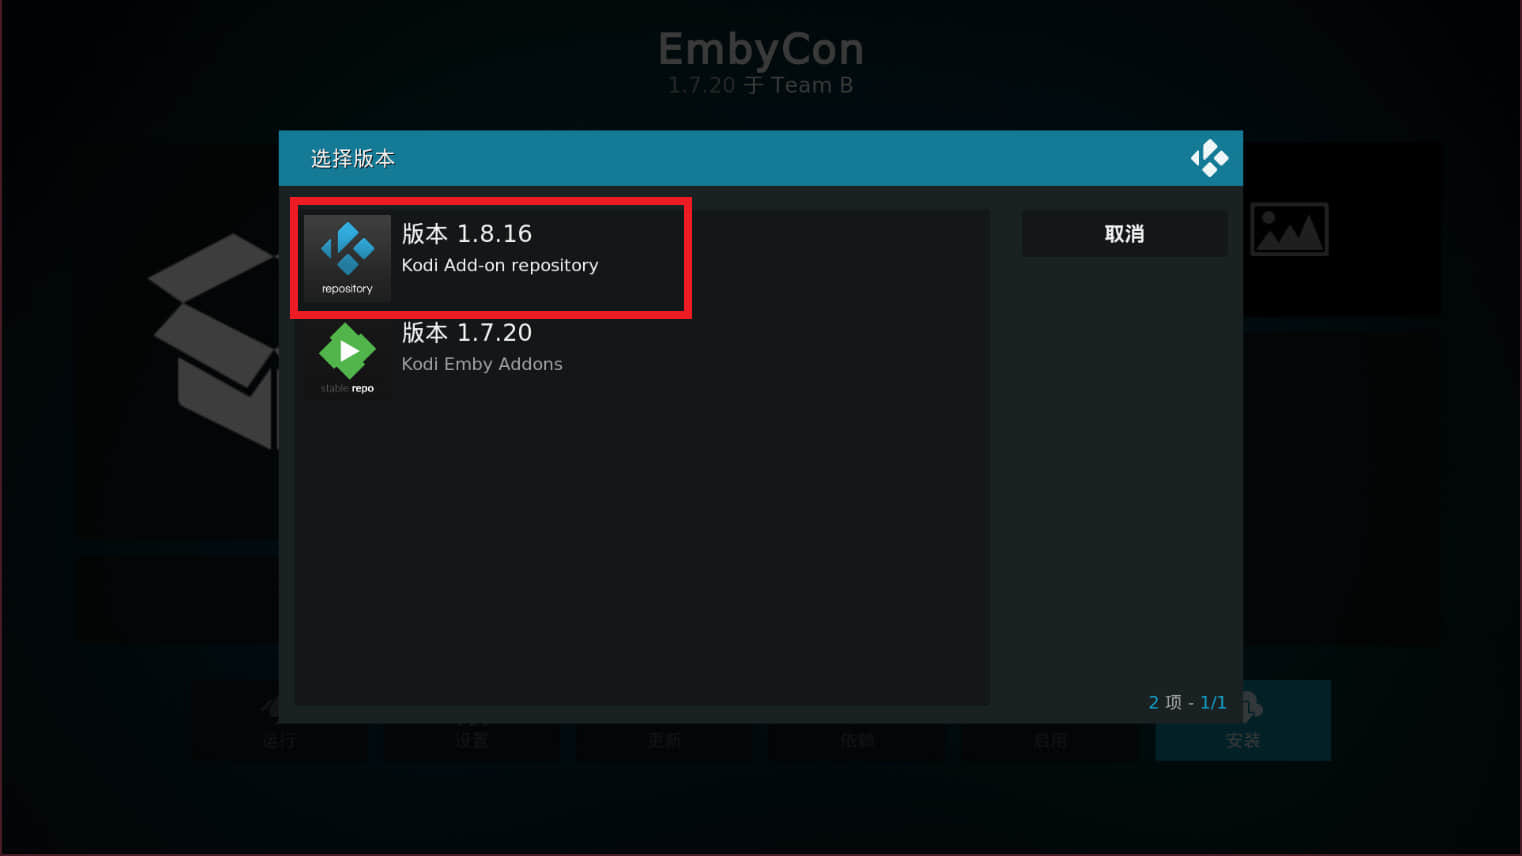 EmbyCon
1.7.20 于 Team B
选择版本
版本 1.8.16
Kodi Add-on repository
repository
取消
版本 1.7.20
Kodi Emby Addons
stable repo
2 项 - 1/1
运行
设置
更新
依赖
启用
安装